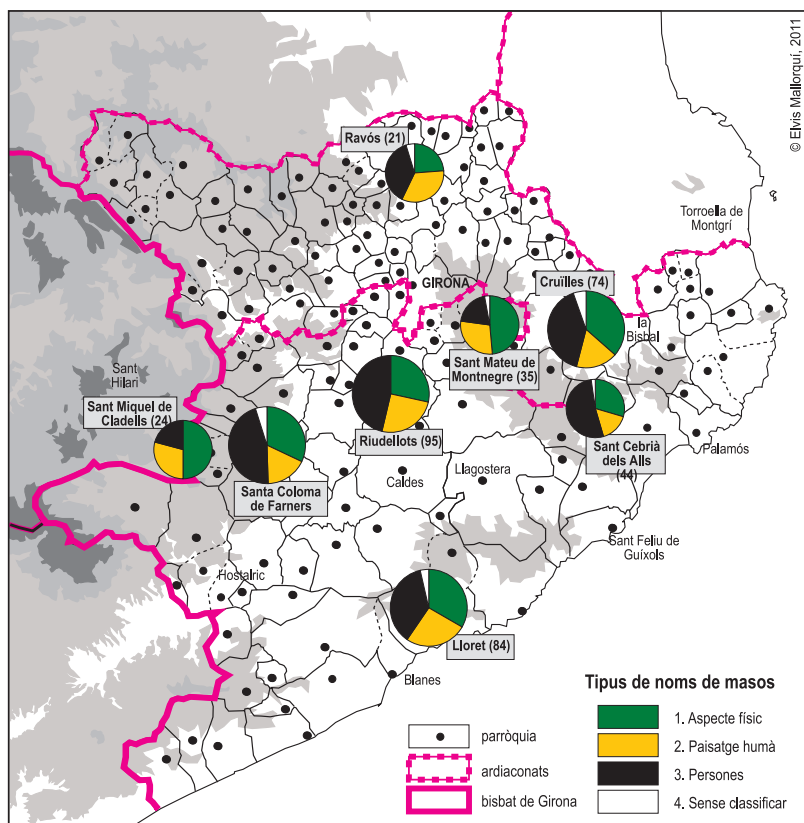 © Elvis Mallorquí, 2011
Ravós (21)
Torroella de
Montgrí
GIRONA
Cruïlles (74)
la
Bisbal
Sant Mateu de
Montnegre (35)
Sant
Hilari
Sant Miquel de
Cladells (24)
Riudellots (95)
Sant Cebrià
dels Alls
(44)
Palamós
Santa Coloma
de Farners
Caldes
Llagostera
Sant Feliu de
Guíxols
Hostalric
Lloret (84)
Blanes
Tipus de noms de masos
parròquia
ardiaconats
bisbat de Girona
1. Aspecte físic
2. Paisatge humà
3. Persones
4. Sense classificar